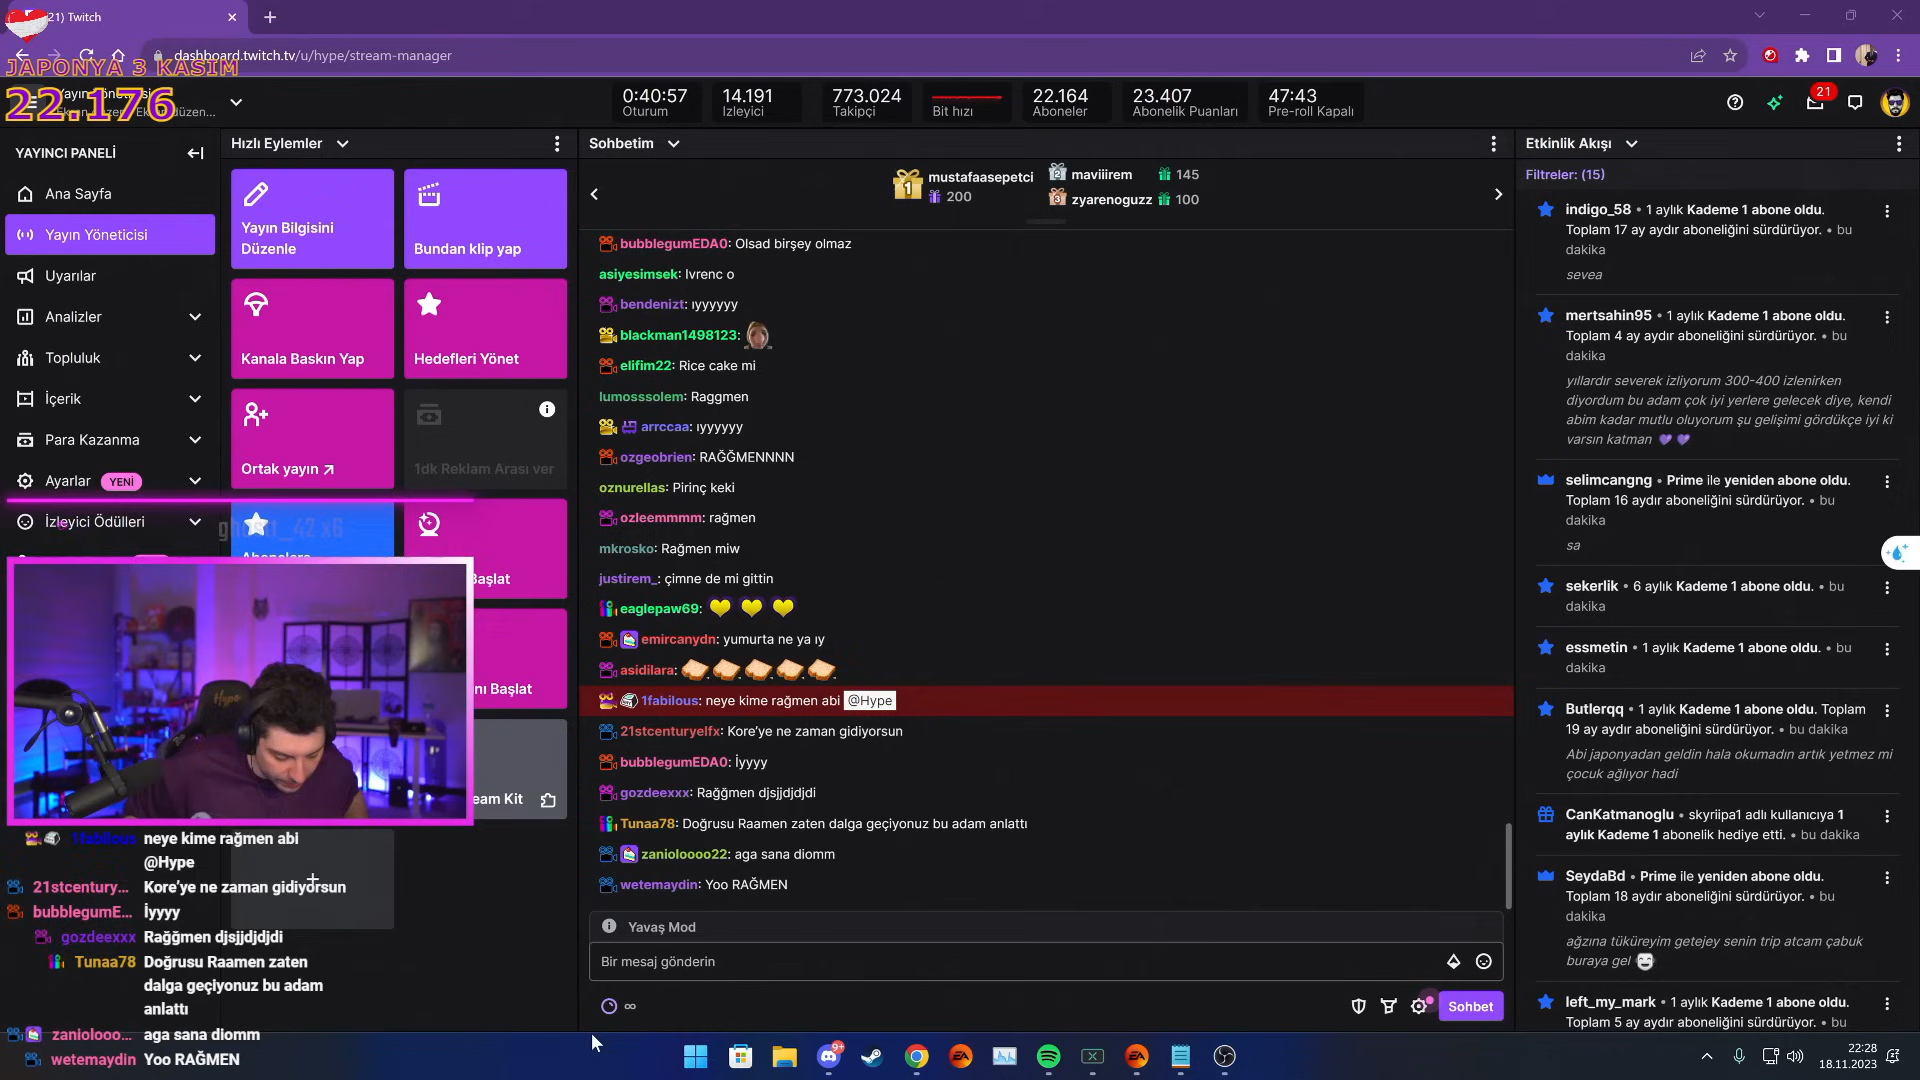 21) Twitch
dashboard.twitch.tv/u/hype/stream-manager
JAPONYA 3 KASIM
22.176
0:40:57
Oturum
14.191
İzleyici
773.024
Takipçi
Bit hızı
22.164
Aboneler
23.407
Abonelik Puanları
47:43
Pre-roll Kapalı
21
YAYINCI PANELİ
Ana Sayfa
Yayın Yöneticisi
Uyarılar
Analizler
Topluluk
İçerik
Para Kazanma
Ayarlar YENİ
İzleyici Ödülleri
Hızlı Eylemler
Yayın Bilgisini
Düzenle
Bundan klip yap
Kanala Baskın Yap
Hedefleri Yönet
Ortak yayın
1dk Reklam Arası ver
Başlat
nı Başlat
eam Kit
Hype
1fabilous neye kime rağmen abi
@Hype
21stcentury... Kore'ye ne zaman gidiyorsun
bubblegumE... İyyyy
gozdeexxx Rağğmen djsjjdjdjdi
Tunaa78 Doğrusu Raamen zaten
dalga geçiyonuz bu adam
anlattı
zaniolooo... aga sana diomm
wetemaydin Yoo RAĞMEN
Sohbetim
1 mustafaasepetci
200
2 maviiirem 145
3 zyarenoguzz 100
bubblegumEDA0: Olsad birşey olmaz
asiyesimsek: Ivrenc o
bendenizt: ıyyyyyy
blackman1498123:
elifim22: Rice cake mi
lumosssolem: Raggmen
arrccaa: ıyyyyyy
ozgeobrien: RAĞĞMENNNN
oznurellas: Pirinç keki
ozleemmmm: rağmen
mkrosko: Rağmen miw
justirem_: çimne de mi gittin
eaglepaw69:
emircanydn: yumurta ne ya ıy
asidilara:
1fabilous: neye kime rağmen abi @Hype
21stcenturyelfx: Kore'ye ne zaman gidiyorsun
bubblegumEDA0: İyyyy
gozdeexxx: Rağğmen djsjjdjdjdi
Tunaa78: Doğrusu Raamen zaten dalga geçiyonuz bu adam anlattı
zanioloooo22: aga sana diomm
wetemaydin: Yoo RAĞMEN
Yavaş Mod
Bir mesaj gönderin
Sohbet
Etkinlik Akışı
Filtreler: (15)
indigo_58 • 1 aylık Kademe 1 abone oldu.
Toplam 17 ay aydır aboneliğini sürdürüyor. • bu
dakika
sevea
mertsahin95 • 1 aylık Kademe 1 abone oldu.
Toplam 4 ay aydır aboneliğini sürdürüyor. • bu
dakika
yıllardır severek izliyorum 300-400 izlenirken
diyordum bu adam çok iyi yerlere gelecek diye, kendi
abim kadar mutlu oluyorum şu gelişimi gördükçe iyi ki
varsın katman
selimcangng • Prime ile yeniden abone oldu.
Toplam 16 ay aydır aboneliğini sürdürüyor. • bu
dakika
sa
sekerlik • 6 aylık Kademe 1 abone oldu. • bu
dakika
essmetin • 1 aylık Kademe 1 abone oldu. • bu
dakika
Butlerqq • 1 aylık Kademe 1 abone oldu. Toplam
19 ay aydır aboneliğini sürdürüyor. • bu dakika
Abi japonyadan geldin hala okumadın artık yetmez mi
çocuk ağlıyor hadi
CanKatmanoglu • skyriipa1 adlı kullanıcıya 1
aylık Kademe 1 abonelik hediye etti. • bu dakika
SeydaBd • Prime ile yeniden abone oldu.
Toplam 18 ay aydır aboneliğini sürdürüyor. • bu
dakika
ağzına tüküreyim getejey senin trip atcam çabuk
buraya gel
left_my_mark • 1 aylık Kademe 1 abone oldu.
Toplam 5 ay aydır aboneliğini sürdürüyor. • bu
9+
EA
EA
22:28
18.11.2023